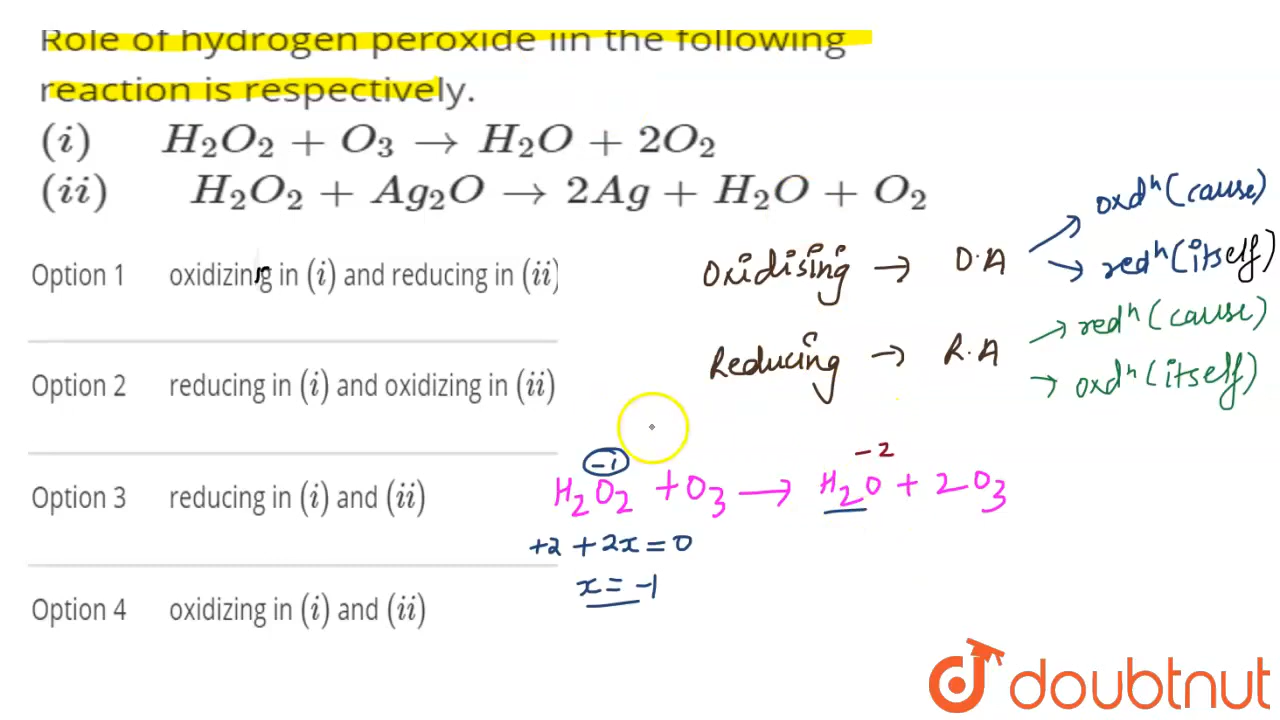 Role of hydrogen peroxide iin the following
reaction is respectively.
(i) H₂O₂ + O₃ → H₂O + 2O₂
(ii) H₂O₂ + Ag₂O → 2Ag + H₂O + O₂
Option 1 oxidizing in (i) and reducing in (ii)
Option 2 reducing in (i) and oxidizing in (ii)
Option 3 reducing in (i) and (ii)
Option 4 oxidizing in (i) and (ii)
oxdⁿ (cause)
Oxidising → O.A
→ redⁿ (itself)
→ redⁿ (cause)
Reducing → R.A
→ oxdⁿ (itself)
-1
-2
H₂O₂ + O₃ → H₂O + 2O₃
+2 + 2x = 0
x = -1
doubtnut